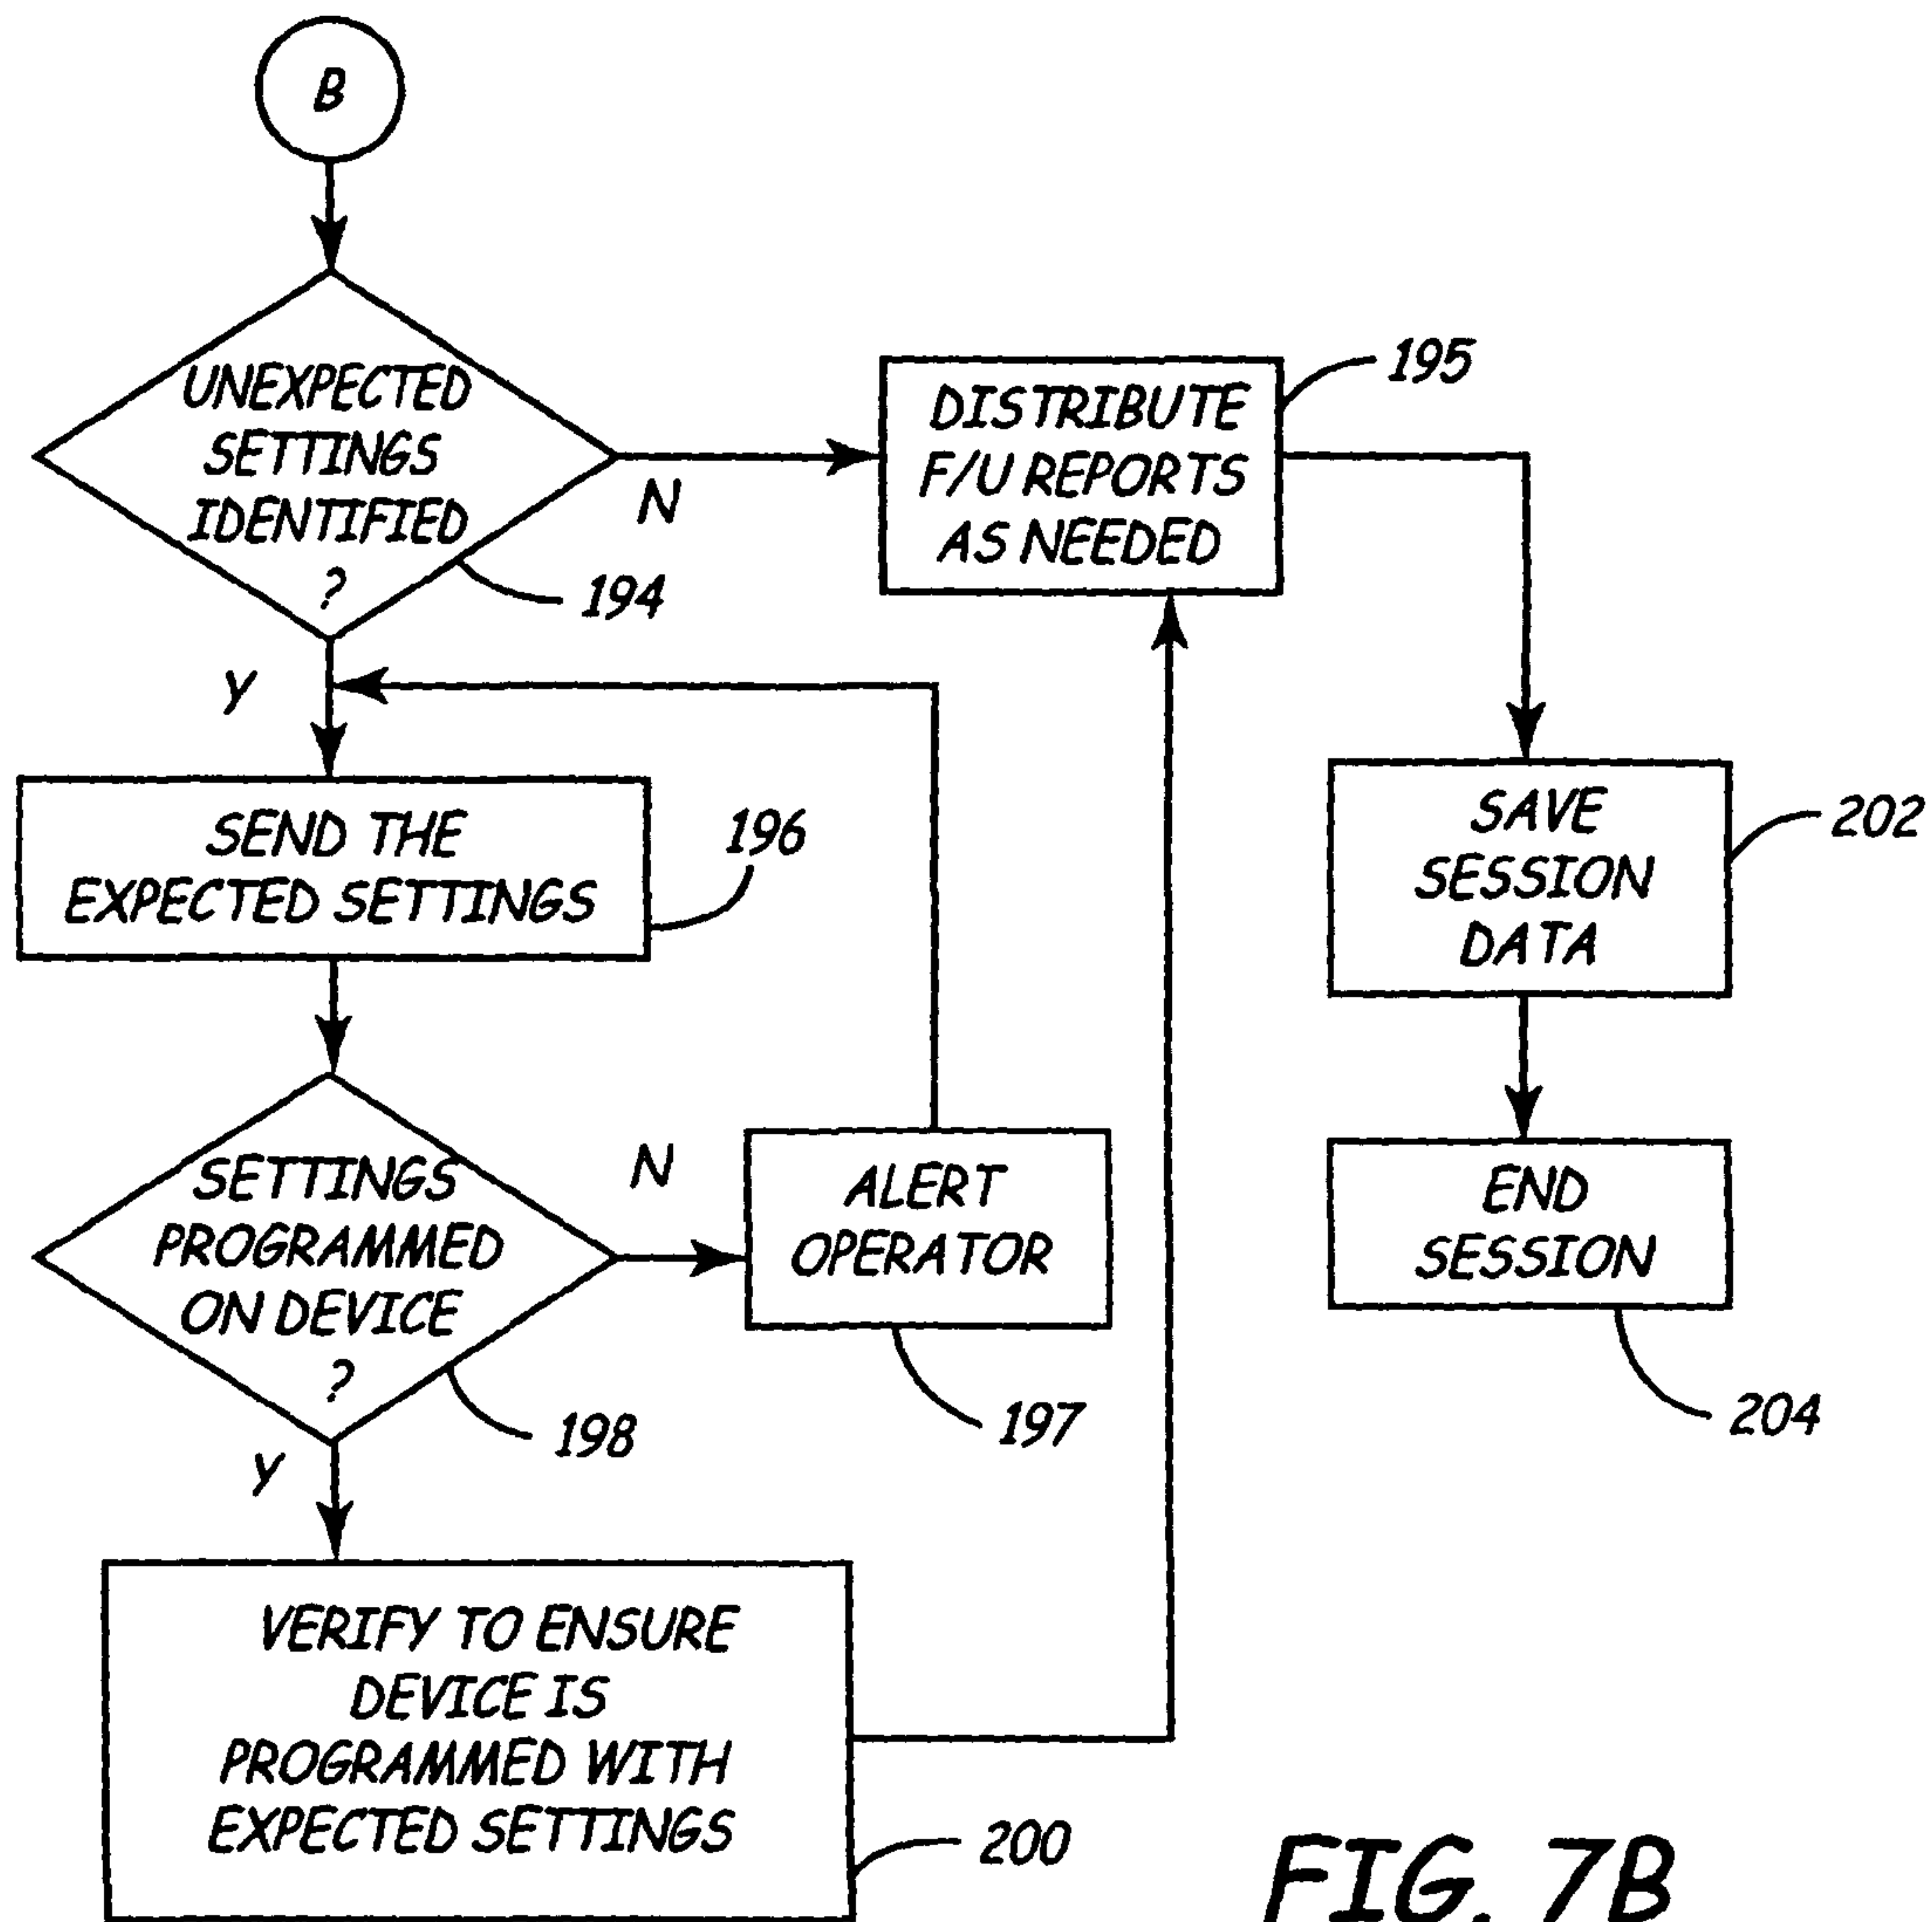 B
UNEXPECTED
SETTINGS
IDENTIFIED
?
194
N
Y
DISTRIBUTE
F/U REPORTS
AS NEEDED
195
SEND THE
EXPECTED SETTINGS
196
SAVE
SESSION
DATA
202
SETTINGS
PROGRAMMED
ON DEVICE
?
198
N
Y
ALERT
OPERATOR
197
END
SESSION
204
VERIFY TO ENSURE
DEVICE IS
PROGRAMMED WITH
EXPECTED SETTINGS
200
FIG. 7B